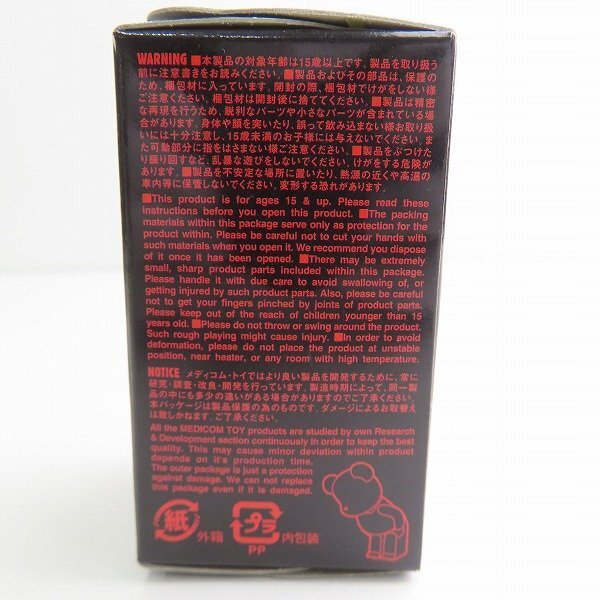 WARNING ■本製品の対象年齢は15歳以上です。製品を取り扱う
前に注意書きをお読みください。■製品およびその部品は、保護の
ため、梱包材に入っています。開封の際、梱包材でけがをしない様
ご注意ください。梱包材は開封後に捨ててください。■製品は精密
な再現を行うため、鋭利なパーツや小さなパーツが含まれている場
合があります。身体や顔を突いたり、誤って飲み込まない様お取り扱
いには十分注意し、15歳未満のお子様には与えないでください。ま
た可動部分に指をはさまない様ご注意ください。■製品をぶつけた
り振り回すなど、乱暴な遊びをしないでください。けがをする危険が
あります。■製品を不安定な場所に置いたり、熱源の近くや高温の
車内等に保管しないでください。変形する恐れがあります。
■This product is for ages 15 & up. Please read these
instructions before you open this product. ■The packing
materials within this package serve only as protection for the
product within. Please be careful not to cut your hands with
such materials when you open it. We recommend you dispose
of it once it has been opened. ■There may be extremely
small, sharp product parts included within this package.
Please handle it with due care to avoid swallowing of, or
getting injured by such product parts. Also, please be careful
not to get your fingers pinched by joints of product parts.
Please keep out of the reach of children younger than 15
years old. ■Please do not throw or swing around the product.
Such rough playing might cause injury. ■In order to avoid
deformation, please do not place the product at unstable
position, near heater, or any room with high temperature.
NOTICE メディコム・トイではより良い製品を開発するために、常に
研究・調査・改良・開発を行っています。製造時期によって、同一製
品の中にも多少の違いがある場合がありますのでご了承ください。
本パッケージは製品保護の為のものです。ダメージによるお取替え
は致しかねます。ご了承ください。
All the MEDICOM TOY products are studied by own Research
& Development section continuously in order to keep the best
quality. This may cause minor deviation within product
depends on it's production time.
The outer package is just a protection
against damage. We can not replace
this package even if it is damaged.
紙 外箱 プラ 内包装
PP